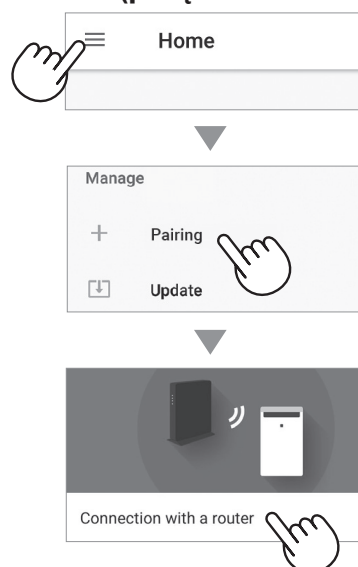 Home
Manage
Pairing
Update
Connection with a router